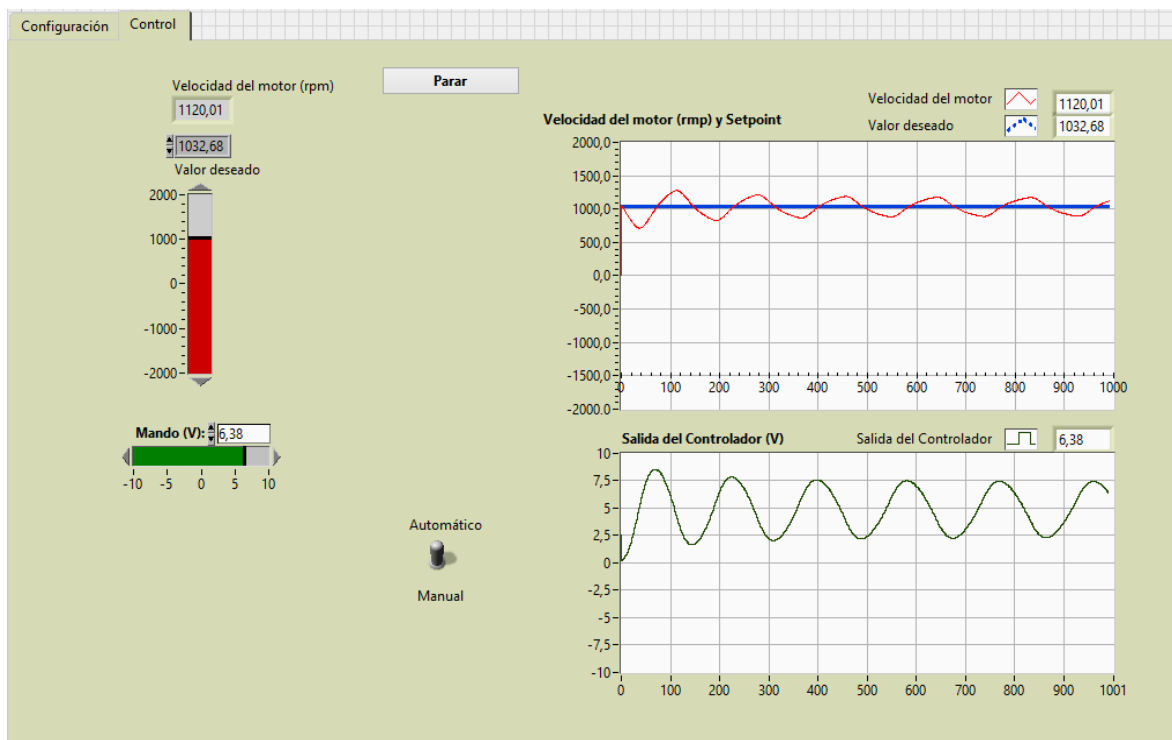 Configuración Control
Velocidad del motor (rpm)
1120,01
1032,68
Valor deseado
2000
1000
0
-1000
-2000
Mando (V): 6,38
-10 -5 0 5 10
Parar
Automático
Manual
Velocidad del motor 1120,01
Velocidad del motor (rmp) y Setpoint
Valor deseado 1032,68
2000,0
1500,0
1000,0
500,0
0,0
-500,0
-1000,0
-1500,0
0 100 200 300 400 500 600 700 800 900 1000
-2000.0
Salida del Controlador (V) Salida del Controlador 6,38
10
7,5
5
2,5
0
-2,5
-5
-7,5
-10
0 100 200 300 400 500 600 700 800 900 1001